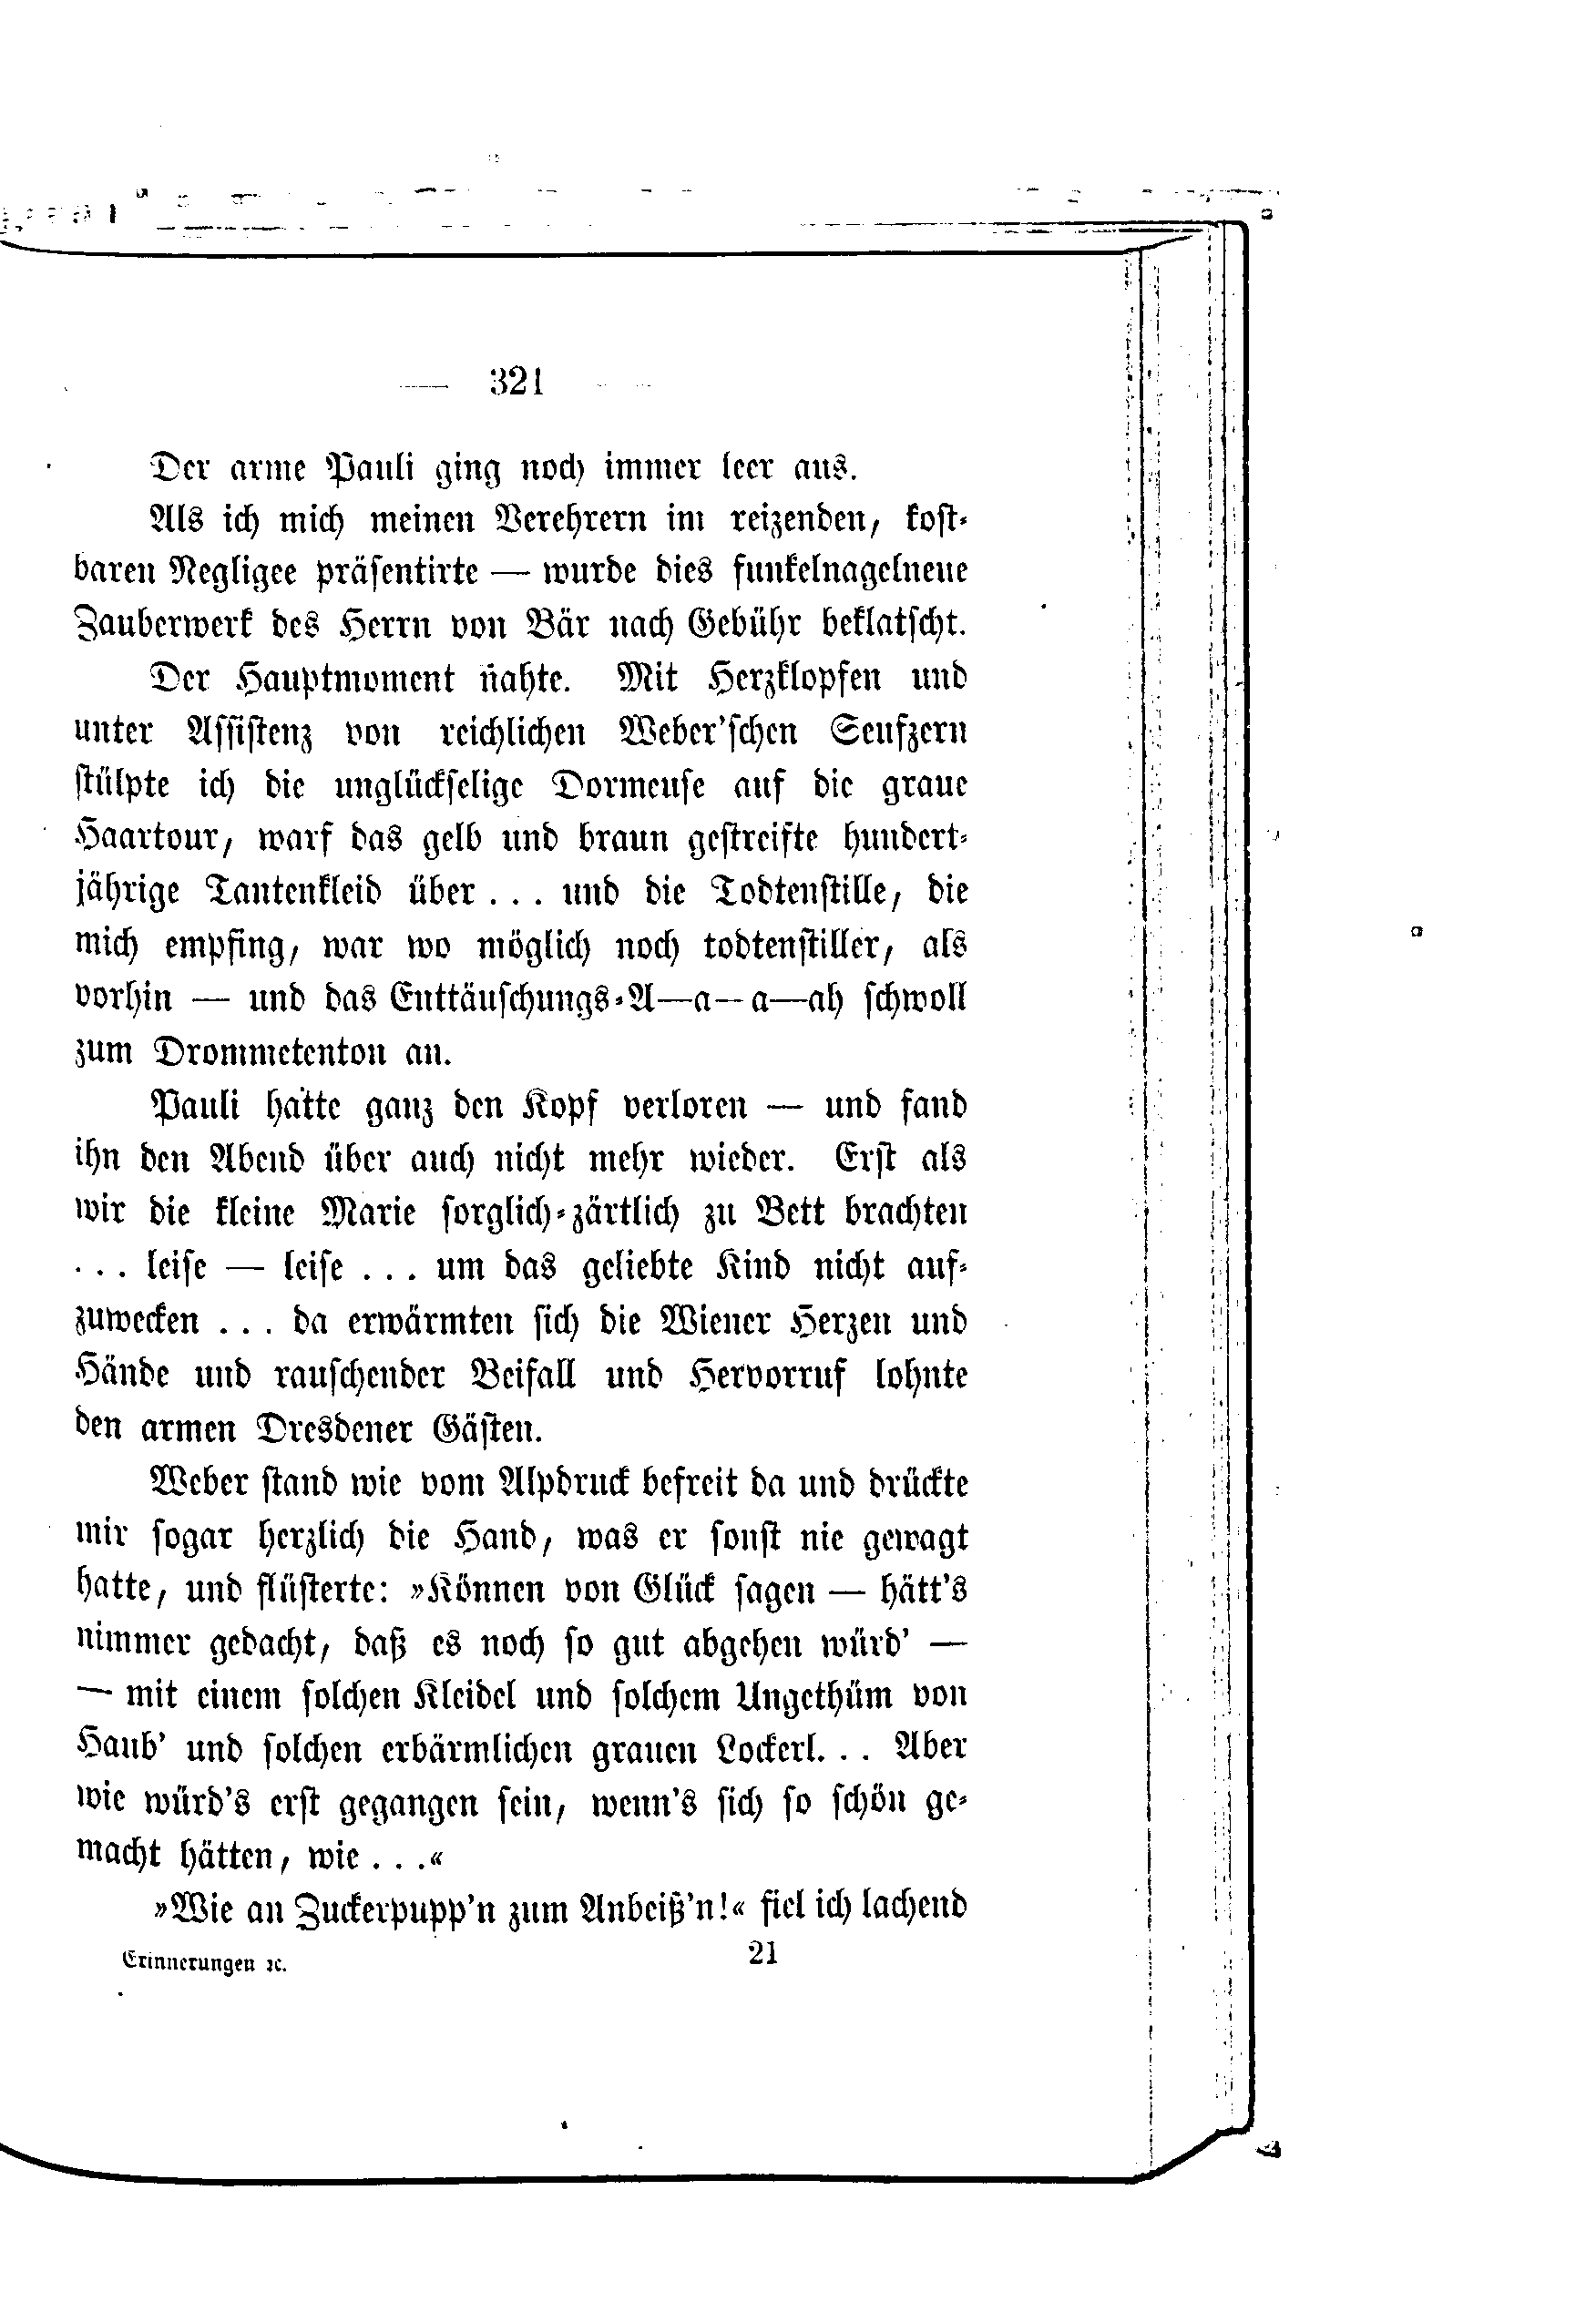 — 321 —
Der arme Pauli ging noch immer leer aus.
Als ich mich meinen Verehrern im reizenden, kost-
baren Negligee präsentirte — wurde dies funkelnagelneue
Zauberwerk des Herrn von Bär nach Gebühr beklatscht.
Der Hauptmoment nahte. Mit Herzklopfen und
unter Assistenz von reichlichen Weber'schen Seufzern
stülpte ich die unglückselige Dormeuse auf die graue
Haartour, warf das gelb und braun gestreifte hundert-
jährige Tantenkleid über . . . und die Todtenstille, die
mich empfing, war wo möglich noch todtenstiller, als
vorhin — und das Enttäuschungs-A—a—a—ah schwoll
zum Drommetenton an.
Pauli hatte ganz den Kopf verloren — und fand
ihn den Abend über auch nicht mehr wieder. Erst als
wir die kleine Marie sorglich-zärtlich zu Bett brachten
. . . leise — leise . . . um das geliebte Kind nicht auf-
zuwecken . . . da erwärmten sich die Wiener Herzen und
Hände und rauschender Beifall und Hervorruf lohnte
den armen Dresdener Gästen.
Weber stand wie vom Alpdruck befreit da und drückte
mir sogar herzlich die Hand, was er sonst nie gewagt
hatte, und flüsterte: »Können von Glück sagen — hätt's
nimmer gedacht, daß es noch so gut abgehen würd' —
— mit einem solchen Kleidel und solchem Ungethüm von
Haub' und solchen erbärmlichen grauen Lockerl. . . Aber
wie würd's erst gegangen sein, wenn's sich so schön ge-
macht hätten, wie . . .«
»Wie an Zuckerpupp'n zum Anbeiß'n!« fiel ich lachend
Erinnerungen ꝛc. 21